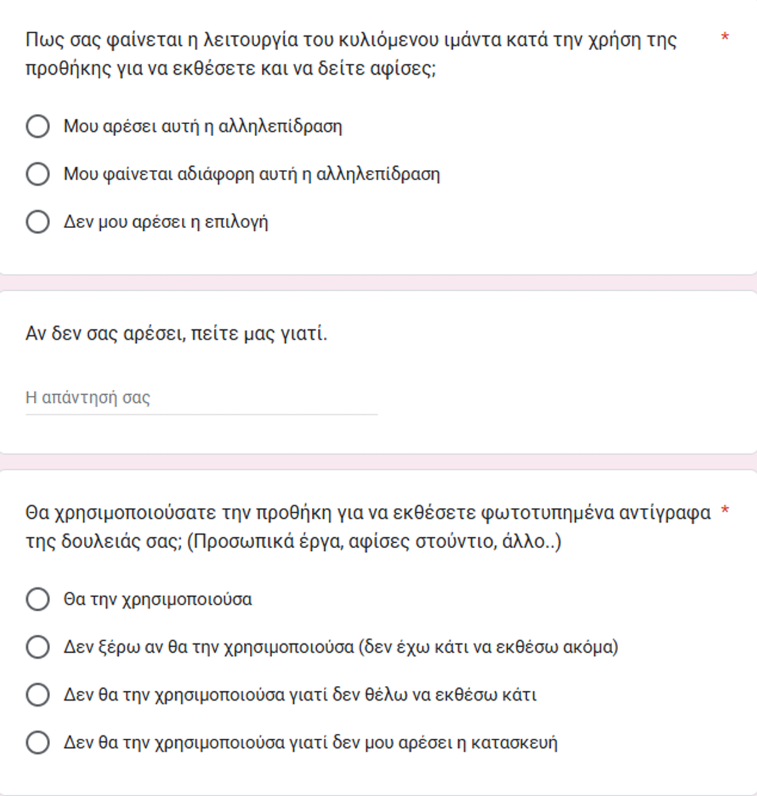 Πως σας φαίνεται η λειτουργία του κυλιόμενου ιμάντα κατά την χρήση της *
προθήκης για να εκθέσετε και να δείτε αφίσες;
Μου αρέσει αυτή η αλληλεπίδραση
Μου φαίνεται αδιάφορη αυτή η αλληλεπίδραση
Δεν μου αρέσει η επιλογή
Αν δεν σας αρέσει, πείτε μας γιατί.
Η απάντησή σας
Θα χρησιμοποιούσατε την προθήκη για να εκθέσετε φωτοτυπημένα αντίγραφα *
της δουλειάς σας; (Προσωπικά έργα, αφίσες στούντιο, άλλο..)
Θα την χρησιμοποιούσα
Δεν ξέρω αν θα την χρησιμοποιούσα (δεν έχω κάτι να εκθέσω ακόμα)
Δεν θα την χρησιμοποιούσα γιατί δεν θέλω να εκθέσω κάτι
Δεν θα την χρησιμοποιούσα γιατί δεν μου αρέσει η κατασκευή